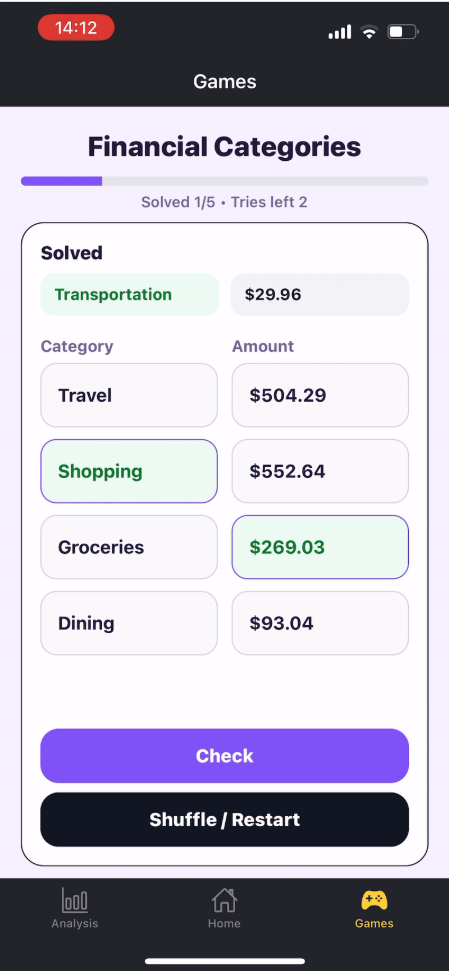 14:12
Games
Financial Categories
Solved 1/5 • Tries left 2
Solved
Transportation $29.96
Category Amount
Travel $504.29
Shopping $552.64
Groceries $269.03
Dining $93.04
Check
Shuffle / Restart
Analysis Home Games